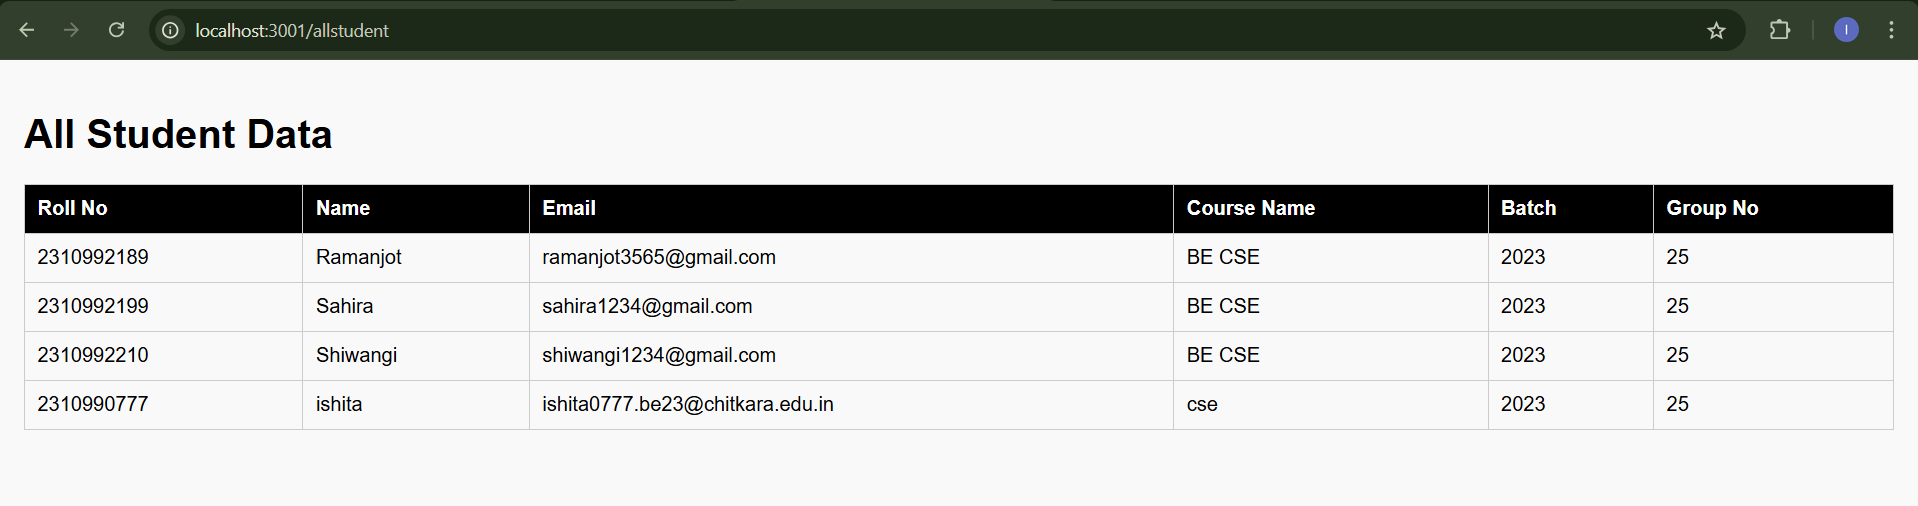 localhost:3001/allstudent
I
All Student Data
Roll No Name Email Course Name Batch Group No
2310992189 Ramanjot ramanjot3565@gmail.com BE CSE 2023 25
2310992199 Sahira sahira1234@gmail.com BE CSE 2023 25
2310992210 Shiwangi shiwangi1234@gmail.com BE CSE 2023 25
2310990777 ishita ishita0777.be23@chitkara.edu.in cse 2023 25